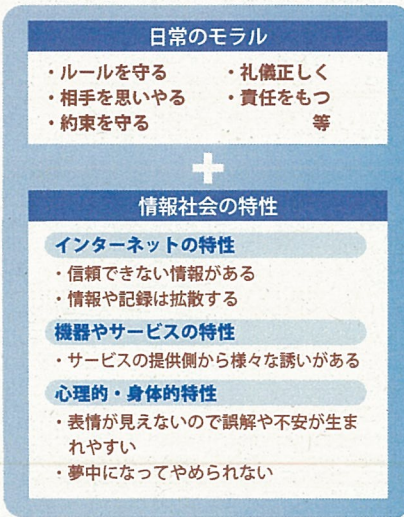 日常のモラル
・ルールを守る ・礼儀正しく
・相手を思いやる ・責任をもつ
・約束を守る 等
+
情報社会の特性
インターネットの特性
・信頼できない情報がある
・情報や記録は拡散する
機器やサービスの特性
・サービスの提供側から様々な誘いがある
心理的・身体的特性
・表情が見えないので誤解や不安が生ま
れやすい
・夢中になってやめられない